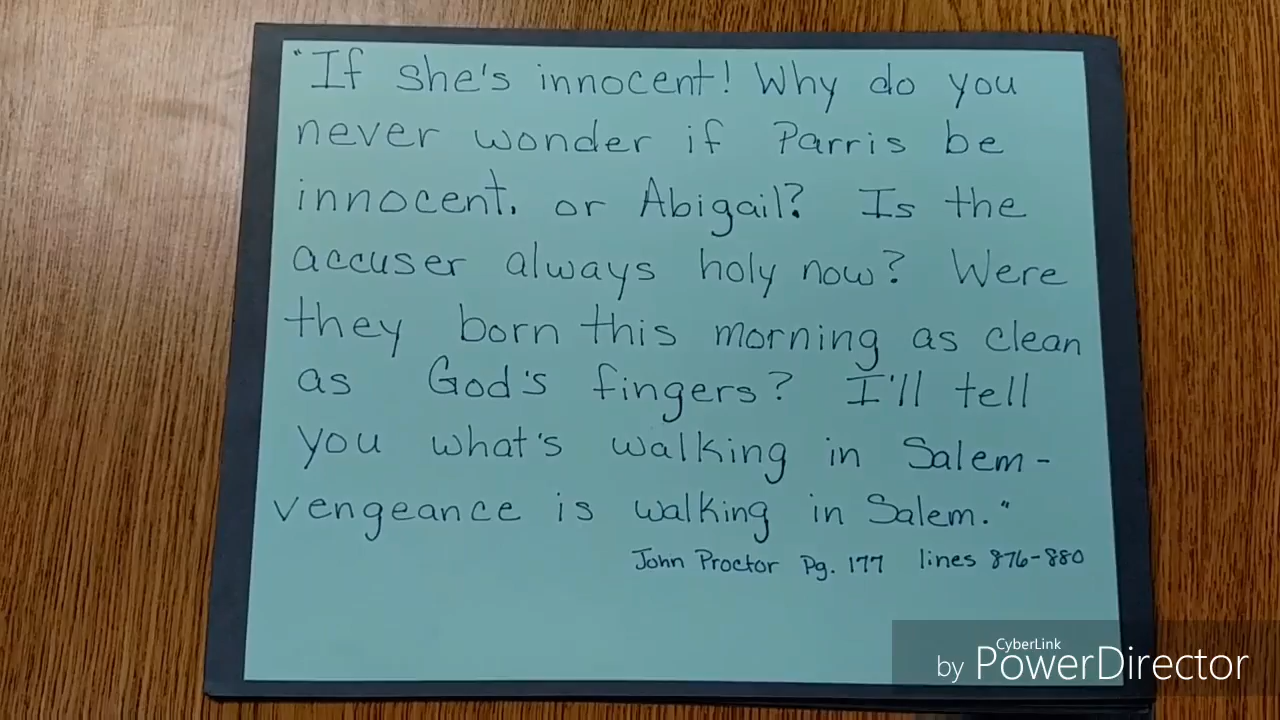 "If she's innocent! Why do you
never wonder if Parris be
innocent, or Abigail? Is the
accuser always holy now? Were
they born this morning as clean
as God's fingers? I'll tell
you what's walking in Salem-
vengeance is walking in Salem."
John Proctor Pg. 177 lines 876-880
CyberLink
by PowerDirector